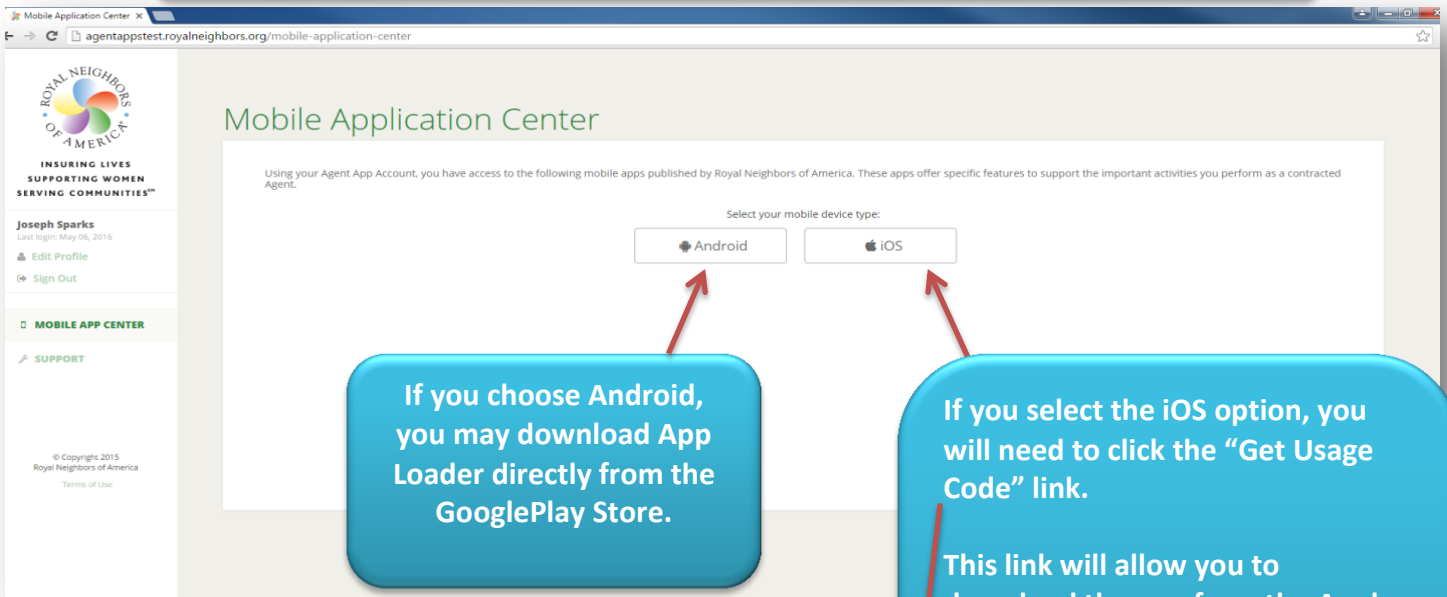 Mobile Application Center
agentappstest.royalneighbors.org/mobile-application-center
ROYAL NEIGHBORS
OF AMERICA
INSURING LIVES
SUPPORTING WOMEN
SERVING COMMUNITIES℠
Joseph Sparks
Last login: May 06, 2016
Edit Profile
Sign Out
MOBILE APP CENTER
SUPPORT
© Copyright 2015
Royal Neighbors of America
Terms of Use
Mobile Application Center
Using your Agent App Account, you have access to the following mobile apps published by Royal Neighbors of America. These apps offer specific features to support the important activities you perform as a contracted
Agent.
Select your mobile device type:
Android
iOS
If you choose Android,
you may download App
Loader directly from the
GooglePlay Store.
If you select the iOS option, you
will need to click the “Get Usage
Code” link.
This link will allow you to